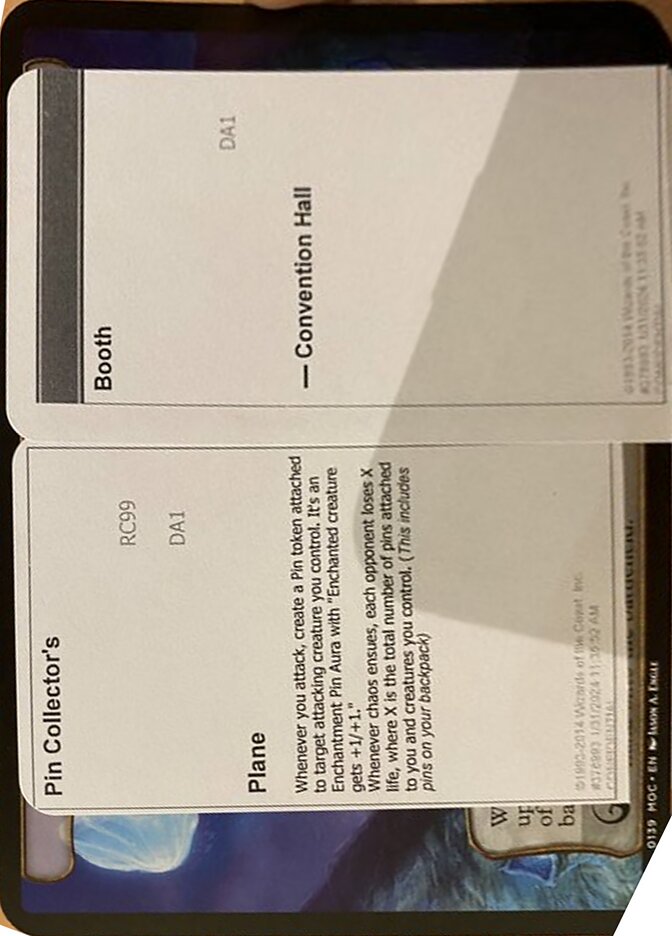 Pin Collector's
RC99
DA1
Plane
Whenever you attack, create a Pin token attached
to target attacking creature you control. It's an
Enchantment Pin Aura with "Enchanted creature
gets +1/+1."
Whenever chaos ensues, each opponent loses X
life, where X is the total number of pins attached
to you and creatures you control. (This includes
pins on your backpack)
©1993-2014 Wizards of the Coast, Inc.
#376993 1/31/2024 11:35:52 AM
CONFIDENTIAL
Booth
DA1
— Convention Hall
©1993-2014 Wizards of the Coast, Inc.
#376993 1/31/2024 11:35:52 AM
W
up
of
ba
0139 MOC • EN JASON A. ENGLE